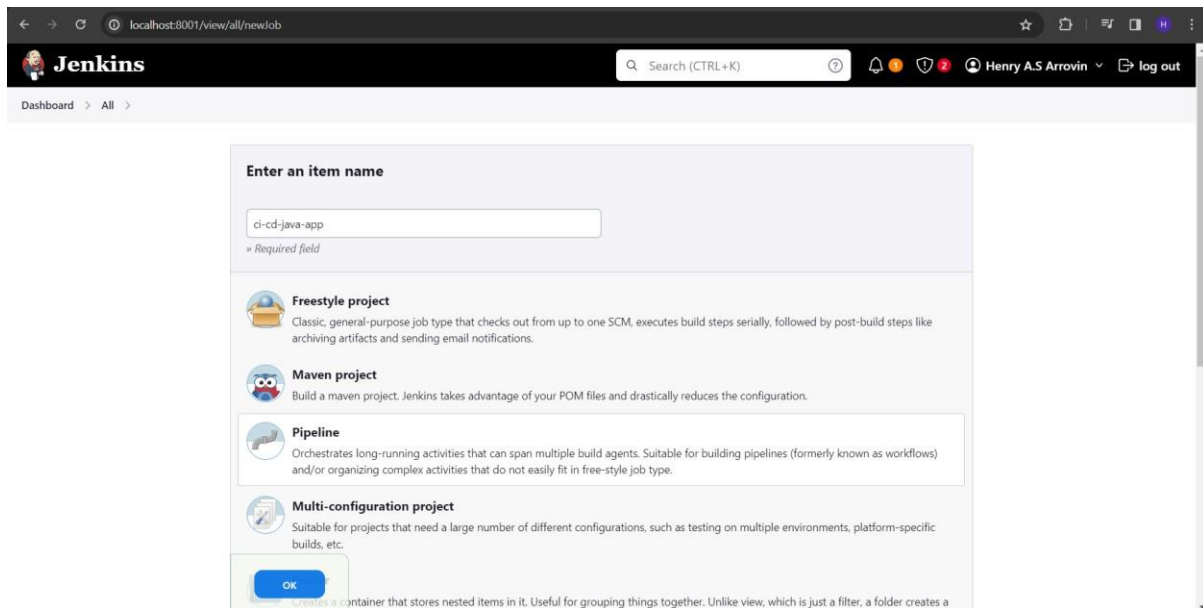 localhost:8001/view/all/newJob
H
Jenkins
Search (CTRL+K)
?
1
2
Henry A.S Arrovin
log out
Dashboard > All >
Enter an item name
ci-cd-java-app
» Required field
Freestyle project
Classic, general-purpose job type that checks out from up to one SCM, executes build steps serially, followed by post-build steps like
archiving artifacts and sending email notifications.
Maven project
Build a maven project. Jenkins takes advantage of your POM files and drastically reduces the configuration.
Pipeline
Orchestrates long-running activities that can span multiple build agents. Suitable for building pipelines (formerly known as workflows)
and/or organizing complex activities that do not easily fit in free-style job type.
Multi-configuration project
Suitable for projects that need a large number of different configurations, such as testing on multiple environments, platform-specific
builds, etc.
OK
Creates a container that stores nested items in it. Useful for grouping things together. Unlike view, which is just a filter, a folder creates a